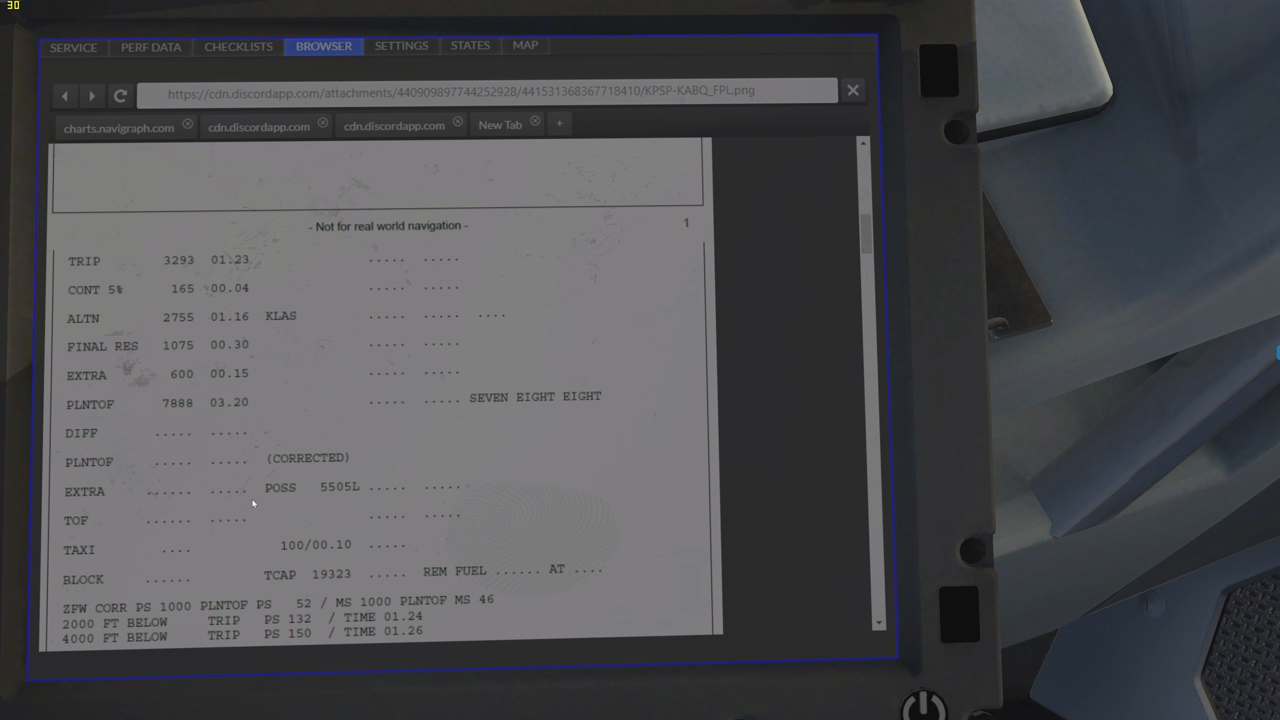 30
SERVICE PERF DATA CHECKLISTS BROWSER SETTINGS STATES MAP
https://cdn.discordapp.com/attachments/440909897744252928/441531368367718410/KPSP-KABQ_FPL.png
charts.navigraph.com cdn.discordapp.com cdn.discordapp.com New Tab +
- Not for real world navigation - 1
TRIP 3293 01.23 ..... .....
CONT 5% 165 00.04 ..... .....
ALTN 2755 01.16 KLAS ..... ..... ....
FINAL RES 1075 00.30 ..... .....
EXTRA 600 00.15 ..... .....
PLNTOF 7888 03.20 ..... ..... SEVEN EIGHT EIGHT
DIFF ..... .....
PLNTOF ..... ..... (CORRECTED)
EXTRA ...... ..... POSS 5505L ..... .....
TOF ...... ..... ..... .....
TAXI .... 100/00.10 .....
BLOCK ...... TCAP 19323 ..... REM FUEL ...... AT ....
ZFW CORR PS 1000 PLNTOF PS 52 / MS 1000 PLNTOF MS 46
2000 FT BELOW TRIP PS 132 / TIME 01.24
4000 FT BELOW TRIP PS 150 / TIME 01.26